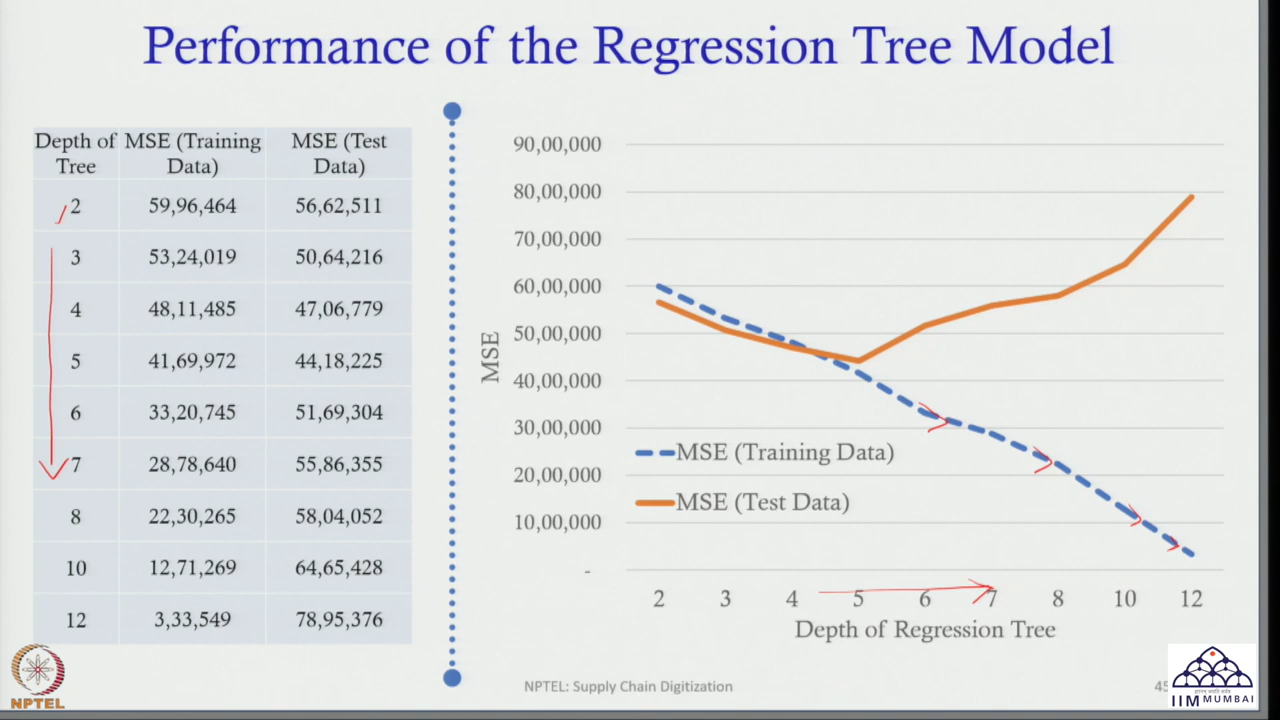 Performance of the Regression Tree Model
Depth of Tree MSE (Training Data) MSE (Test Data)
2 59,96,464 56,62,511
3 53,24,019 50,64,216
4 48,11,485 47,06,779
5 41,69,972 44,18,225
6 33,20,745 51,69,304
7 28,78,640 55,86,355
8 22,30,265 58,04,052
10 12,71,269 64,65,428
12 3,33,549 78,95,376
90,00,000
80,00,000
70,00,000
60,00,000
50,00,000
40,00,000
30,00,000
20,00,000
10,00,000
-
MSE
MSE (Training Data)
MSE (Test Data)
2 3 4 5 6 7 8 10 12
Depth of Regression Tree
NPTEL
NPTEL: Supply Chain Digitization
45
IIM MUMBAI